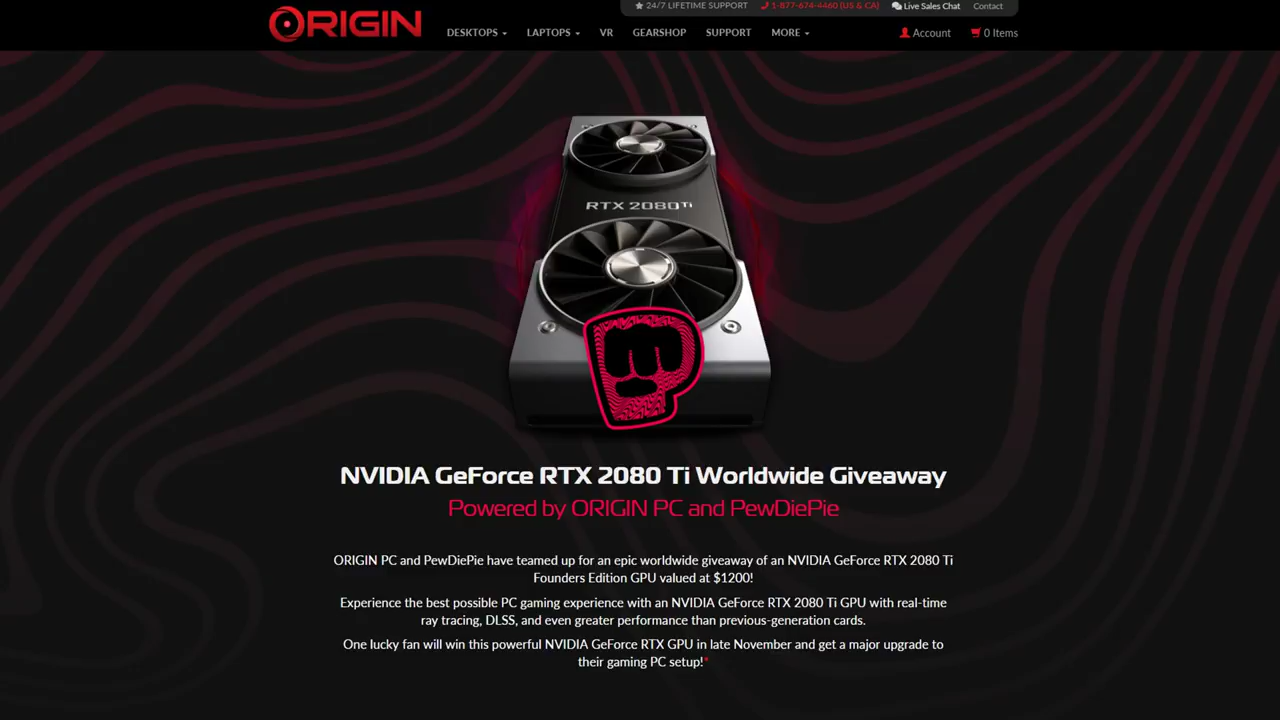 24/7 LIFETIME SUPPORT 1-877-674-4460 (US & CA) Live Sales Chat Contact
ORIGIN DESKTOPS LAPTOPS VR GEARSHOP SUPPORT MORE Account 0 Items
RTX 2080 Ti
NVIDIA GeForce RTX 2080 Ti Worldwide Giveaway
Powered by ORIGIN PC and PewDiePie
ORIGIN PC and PewDiePie have teamed up for an epic worldwide giveaway of an NVIDIA GeForce RTX 2080 Ti
Founders Edition GPU valued at $1200!
Experience the best possible PC gaming experience with an NVIDIA GeForce RTX 2080 Ti GPU with real-time
ray tracing, DLSS, and even greater performance than previous-generation cards.
One lucky fan will win this powerful NVIDIA GeForce RTX GPU in late November and get a major upgrade to
their gaming PC setup!*